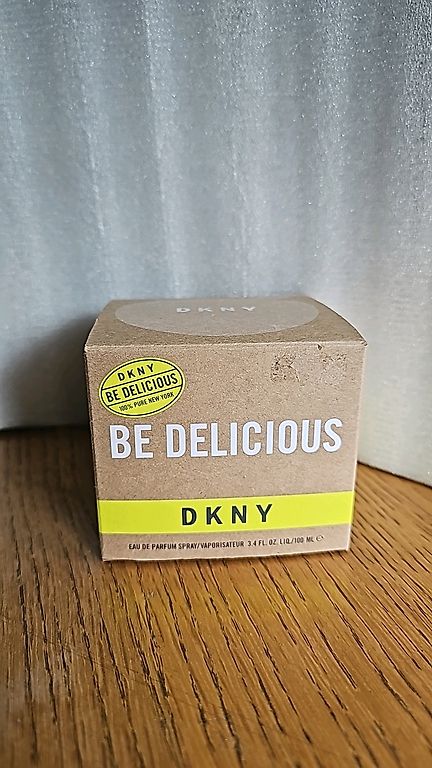 DKNY
DKNY
BE DELICIOUS
100% PURE NEW YORK
BE DELICIOUS
DKNY
EAU DE PARFUM SPRAY/VAPORISATEUR 3.4 FL. OZ. LIQ./100 ML ℮